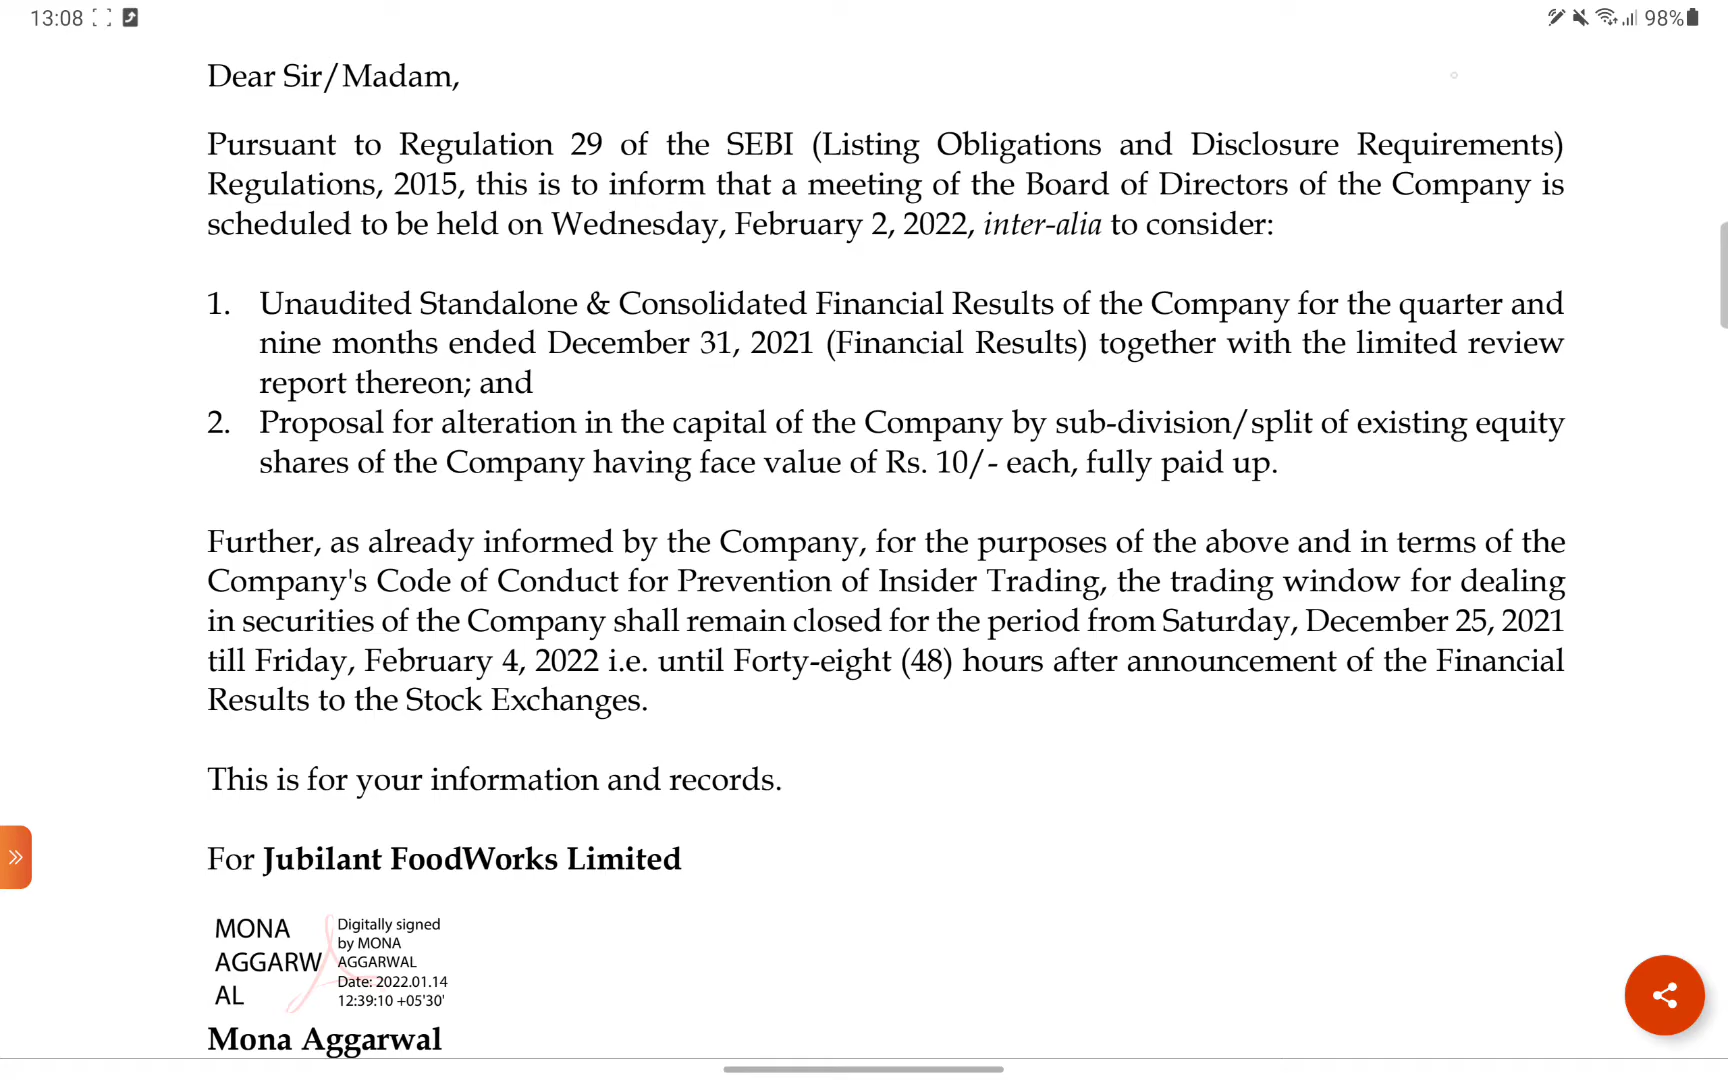 13:08
98%
Dear Sir/Madam,
Pursuant to Regulation 29 of the SEBI (Listing Obligations and Disclosure Requirements)
Regulations, 2015, this is to inform that a meeting of the Board of Directors of the Company is
scheduled to be held on Wednesday, February 2, 2022, inter-alia to consider:
1. Unaudited Standalone & Consolidated Financial Results of the Company for the quarter and
nine months ended December 31, 2021 (Financial Results) together with the limited review
report thereon; and
2. Proposal for alteration in the capital of the Company by sub-division/split of existing equity
shares of the Company having face value of Rs. 10/- each, fully paid up.
Further, as already informed by the Company, for the purposes of the above and in terms of the
Company's Code of Conduct for Prevention of Insider Trading, the trading window for dealing
in securities of the Company shall remain closed for the period from Saturday, December 25, 2021
till Friday, February 4, 2022 i.e. until Forty-eight (48) hours after announcement of the Financial
Results to the Stock Exchanges.
This is for your information and records.
For Jubilant FoodWorks Limited
MONA
AGGARW
AL
Digitally signed
by MONA
AGGARWAL
Date: 2022.01.14
12:39:10 +05'30'
Mona Aggarwal